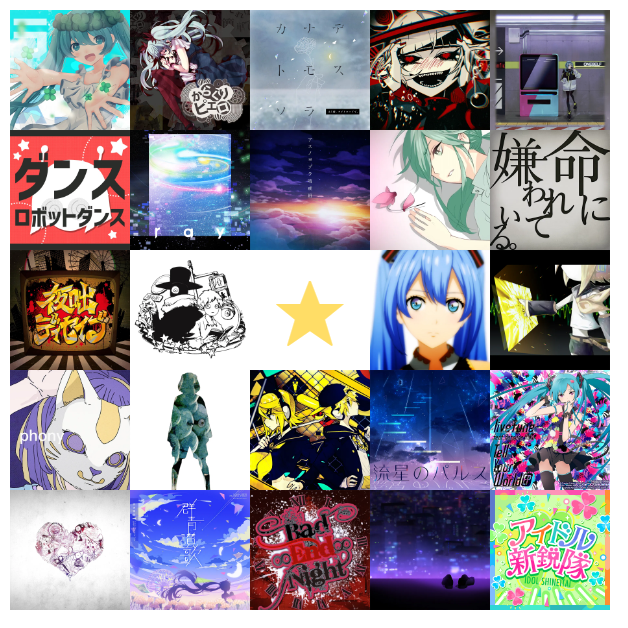 からくり
ピエロ
カナデ
トモス
ソラ
ダンス
ロボットダンス
ray
命に
嫌われて
いる。
夜咄
ディセイブ
phony
流星のパルス
livetune
Tell
Your
World
群青讃歌
Bad
End
Night
アイドル
新鋭隊
IDOL SHINEITAI